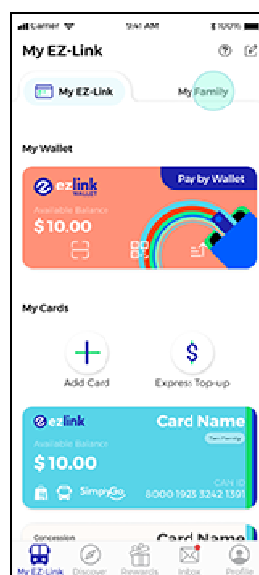 Carrier 9:41 AM 100%
My EZ-Link
My EZ-Link My Family
My Wallet
ezlink
WALLET
Pay by Wallet
Available Balance
$10.00
My Cards
Add Card Express Top-up
ezlink Card Name
Available Balance
$10.00
CAN ID
SimplyGo 8000 1923 3242 1391
Concession Card Name
My EZ-Link Discover Rewards Inbox Profile